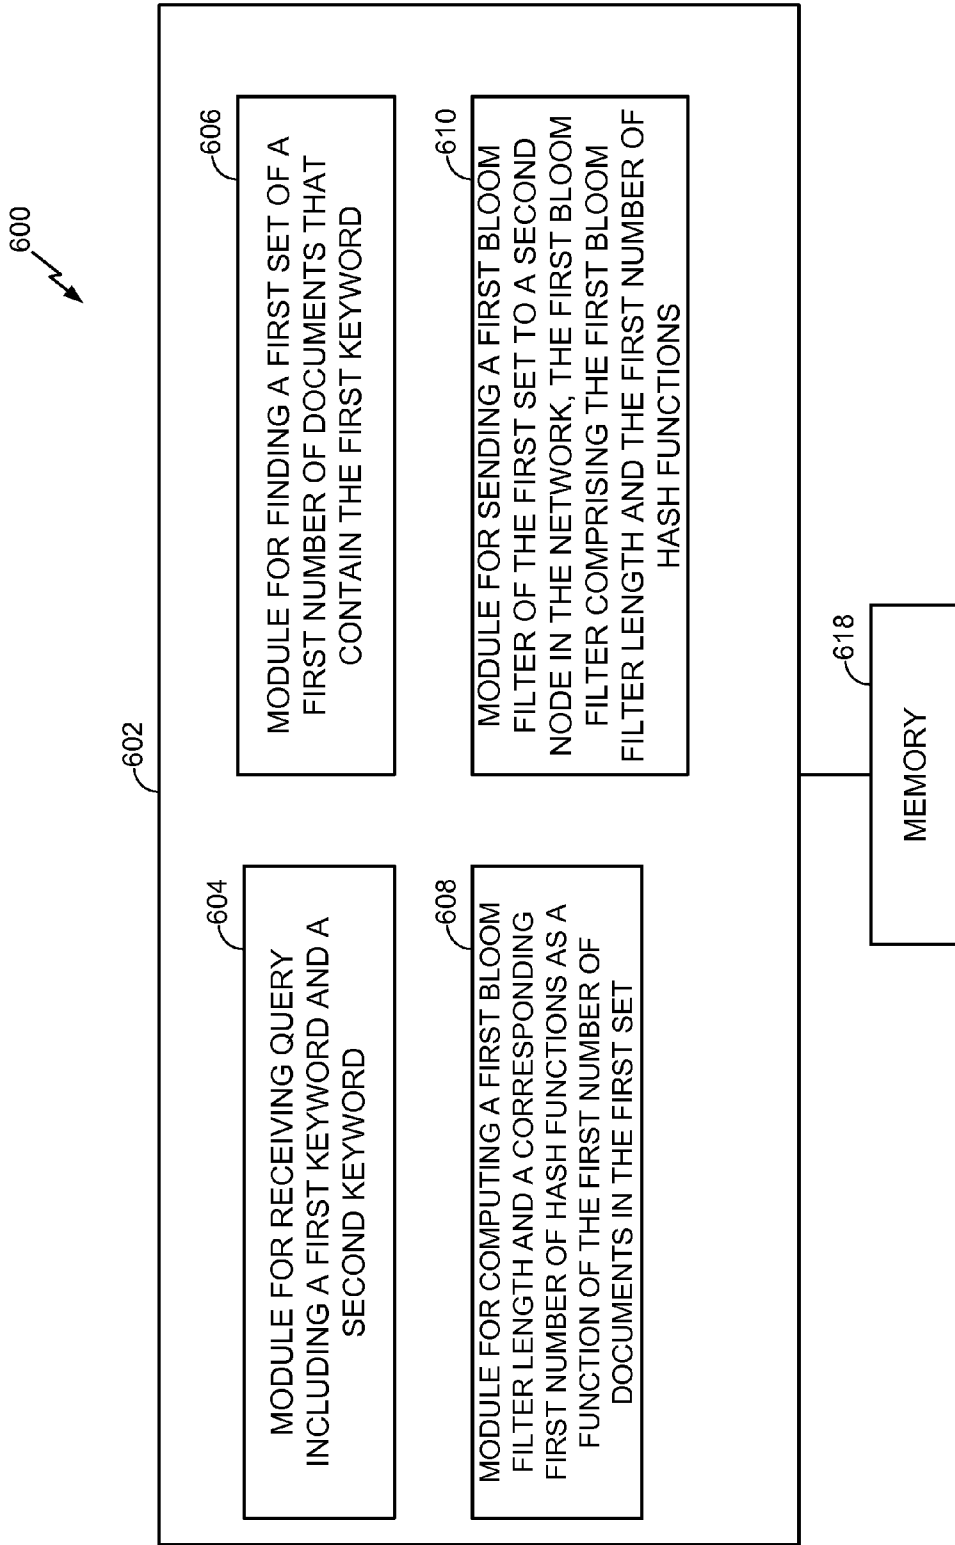 600
602
604
MODULE FOR RECEIVING QUERY
INCLUDING A FIRST KEYWORD AND A
SECOND KEYWORD
606
MODULE FOR FINDING A FIRST SET OF A
FIRST NUMBER OF DOCUMENTS THAT
CONTAIN THE FIRST KEYWORD
608
MODULE FOR COMPUTING A FIRST BLOOM
FILTER LENGTH AND A CORRESPONDING
FIRST NUMBER OF HASH FUNCTIONS AS A
FUNCTION OF THE FIRST NUMBER OF
DOCUMENTS IN THE FIRST SET
610
MODULE FOR SENDING A FIRST BLOOM
FILTER OF THE FIRST SET TO A SECOND
NODE IN THE NETWORK, THE FIRST BLOOM
FILTER COMPRISING THE FIRST BLOOM
FILTER LENGTH AND THE FIRST NUMBER OF
HASH FUNCTIONS
618
MEMORY